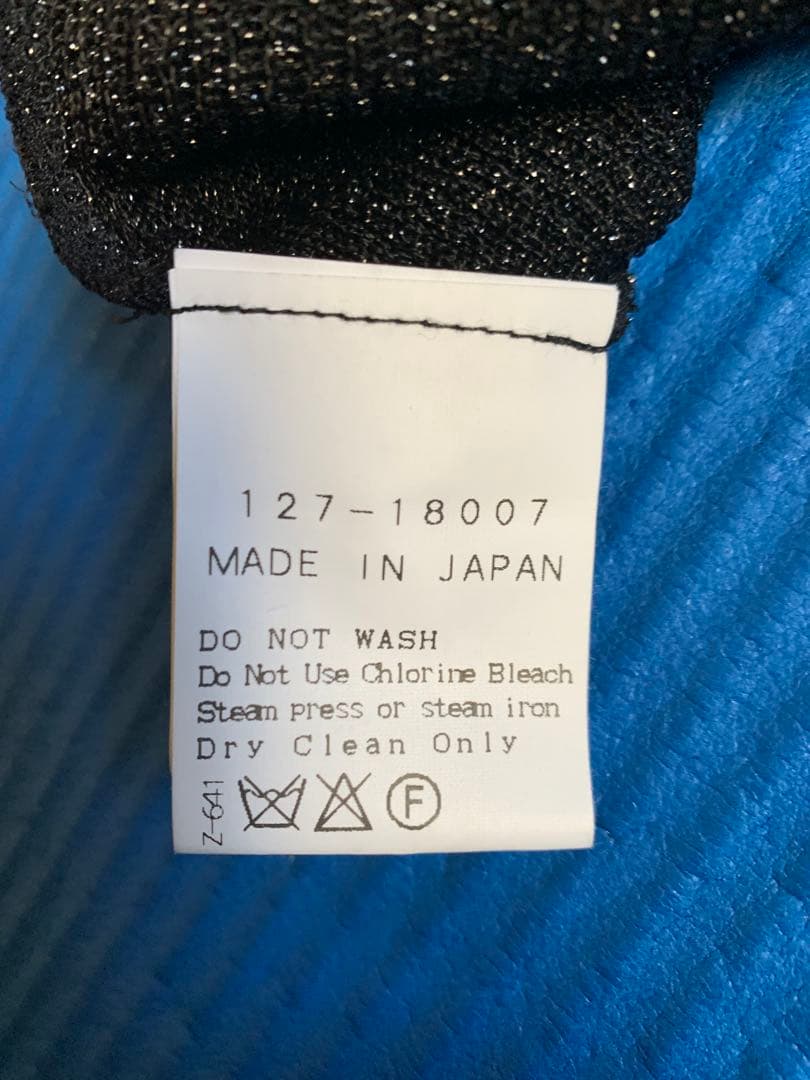 127-18007
MADE IN JAPAN
DO NOT WASH
Do Not Use Chlorine Bleach
Steam press or steam iron
Dry Clean Only
Z-641
F